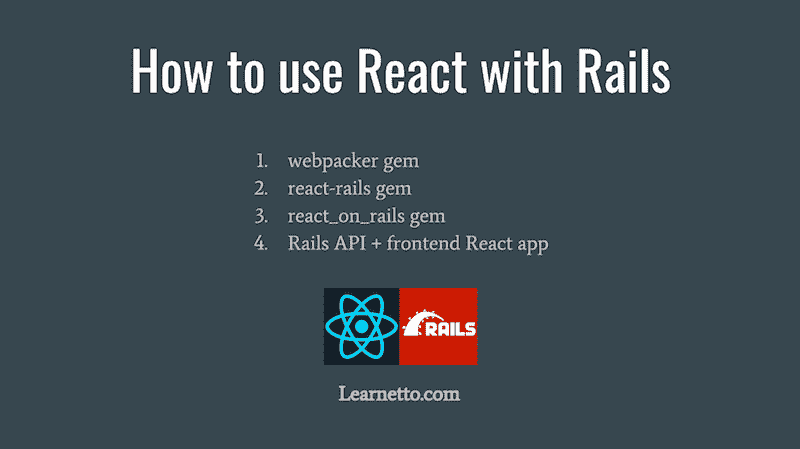 How to use React with Rails
1. webpacker gem
2. react-rails gem
3. react_on_rails gem
4. Rails API + frontend React app
RAILS
Learnetto.com